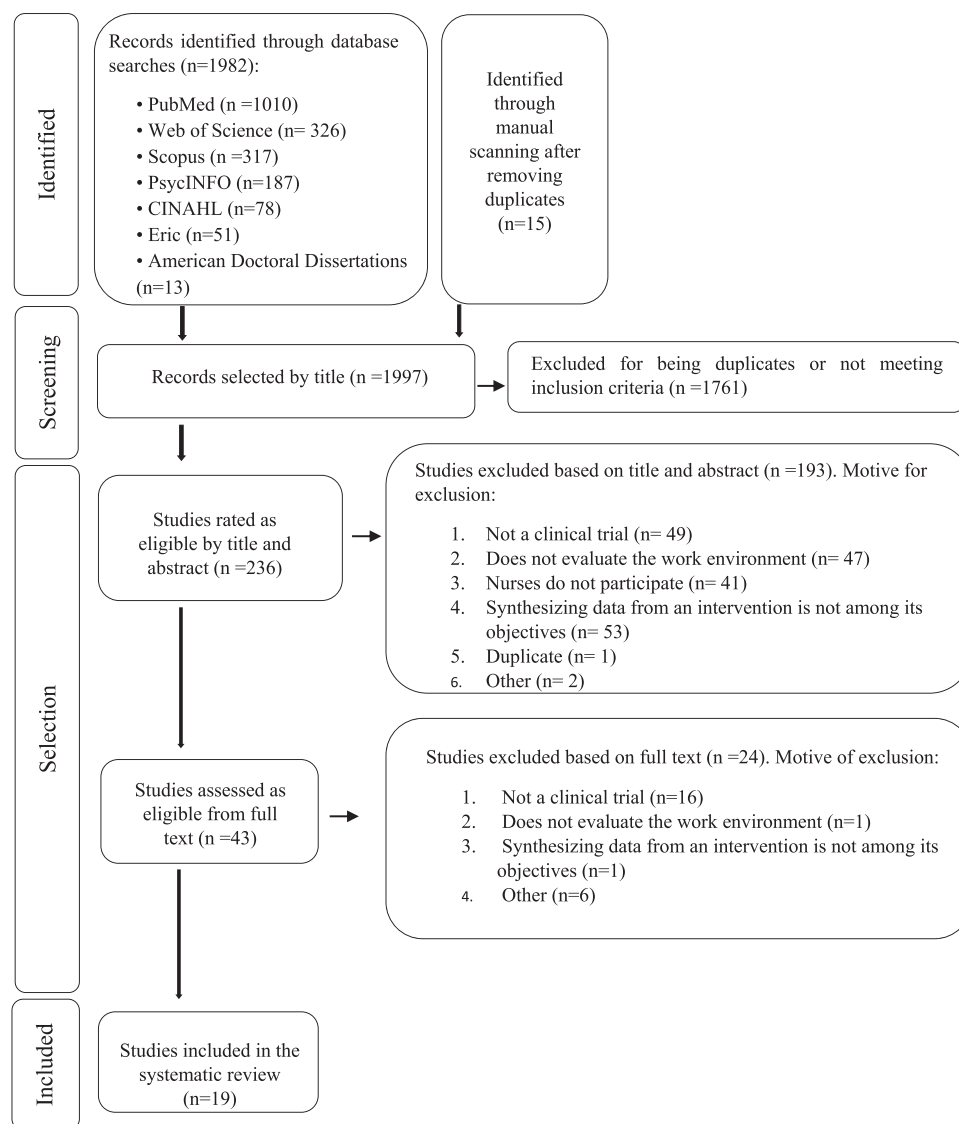 Identified
Records identified through database
searches (n=1982):
• PubMed (n =1010)
• Web of Science (n= 326)
• Scopus (n =317)
• PsycINFO (n=187)
• CINAHL (n=78)
• Eric (n=51)
• American Doctoral Dissertations
(n=13)
Identified
through
manual
scanning after
removing
duplicates
(n=15)
Screening
Records selected by title (n =1997)
Excluded for being duplicates or not meeting
inclusion criteria (n =1761)
Selection
Studies rated as
eligible by title and
abstract (n =236)
Studies excluded based on title and abstract (n =193). Motive for
exclusion:
1. Not a clinical trial (n= 49)
2. Does not evaluate the work environment (n= 47)
3. Nurses do not participate (n= 41)
4. Synthesizing data from an intervention is not among its
objectives (n= 53)
5. Duplicate (n= 1)
6. Other (n= 2)
Studies assessed as
eligible from full
text (n =43)
Studies excluded based on full text (n =24). Motive of exclusion:
1. Not a clinical trial (n=16)
2. Does not evaluate the work environment (n=1)
3. Synthesizing data from an intervention is not among its
objectives (n=1)
4. Other (n=6)
Included
Studies included in the
systematic review
(n=19)